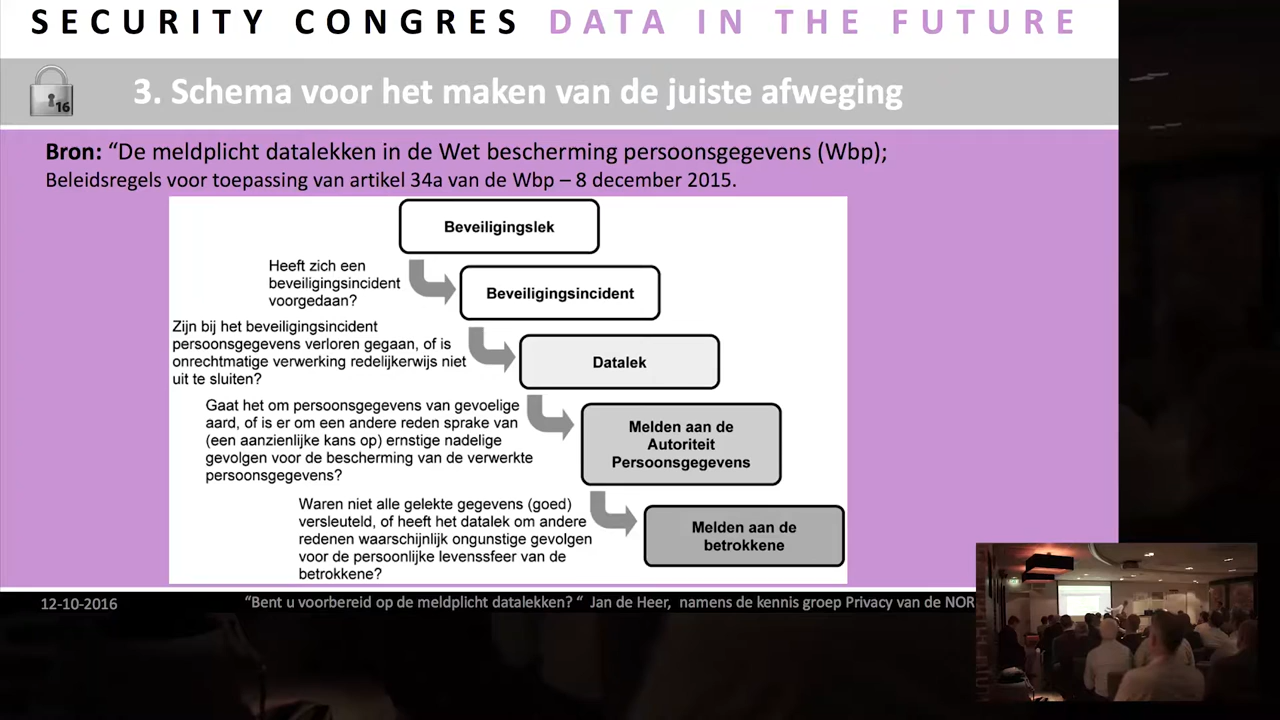 SECURITY CONGRES DATA IN THE FUTURE
16
3. Schema voor het maken van de juiste afweging
Bron: “De meldplicht datalekken in de Wet bescherming persoonsgegevens (Wbp);
Beleidsregels voor toepassing van artikel 34a van de Wbp – 8 december 2015.
Beveiligingslek
Heeft zich een
beveiligingsincident
voorgedaan?
Beveiligingsincident
Zijn bij het beveiligingsincident
persoonsgegevens verloren gegaan, of is
onrechtmatige verwerking redelijkerwijs niet
uit te sluiten?
Datalek
Gaat het om persoonsgegevens van gevoelige
aard, of is er om een andere reden sprake van
(een aanzienlijke kans op) ernstige nadelige
gevolgen voor de bescherming van de verwerkte
persoonsgegevens?
Melden aan de
Autoriteit
Persoonsgegevens
Waren niet alle gelekte gegevens (goed)
versleuteld, of heeft het datalek om andere
redenen waarschijnlijk ongunstige gevolgen
voor de persoonlijke levenssfeer van de
betrokkene?
Melden aan de
betrokkene
12-10-2016
“Bent u voorbereid op de meldplicht datalekken? “ Jan de Heer, namens de kennis groep Privacy van de NOR